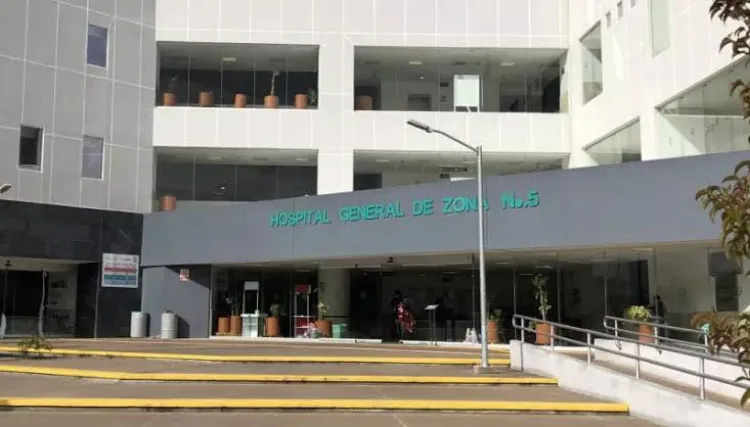 HOSPITAL GENERAL DE ZONA No.5